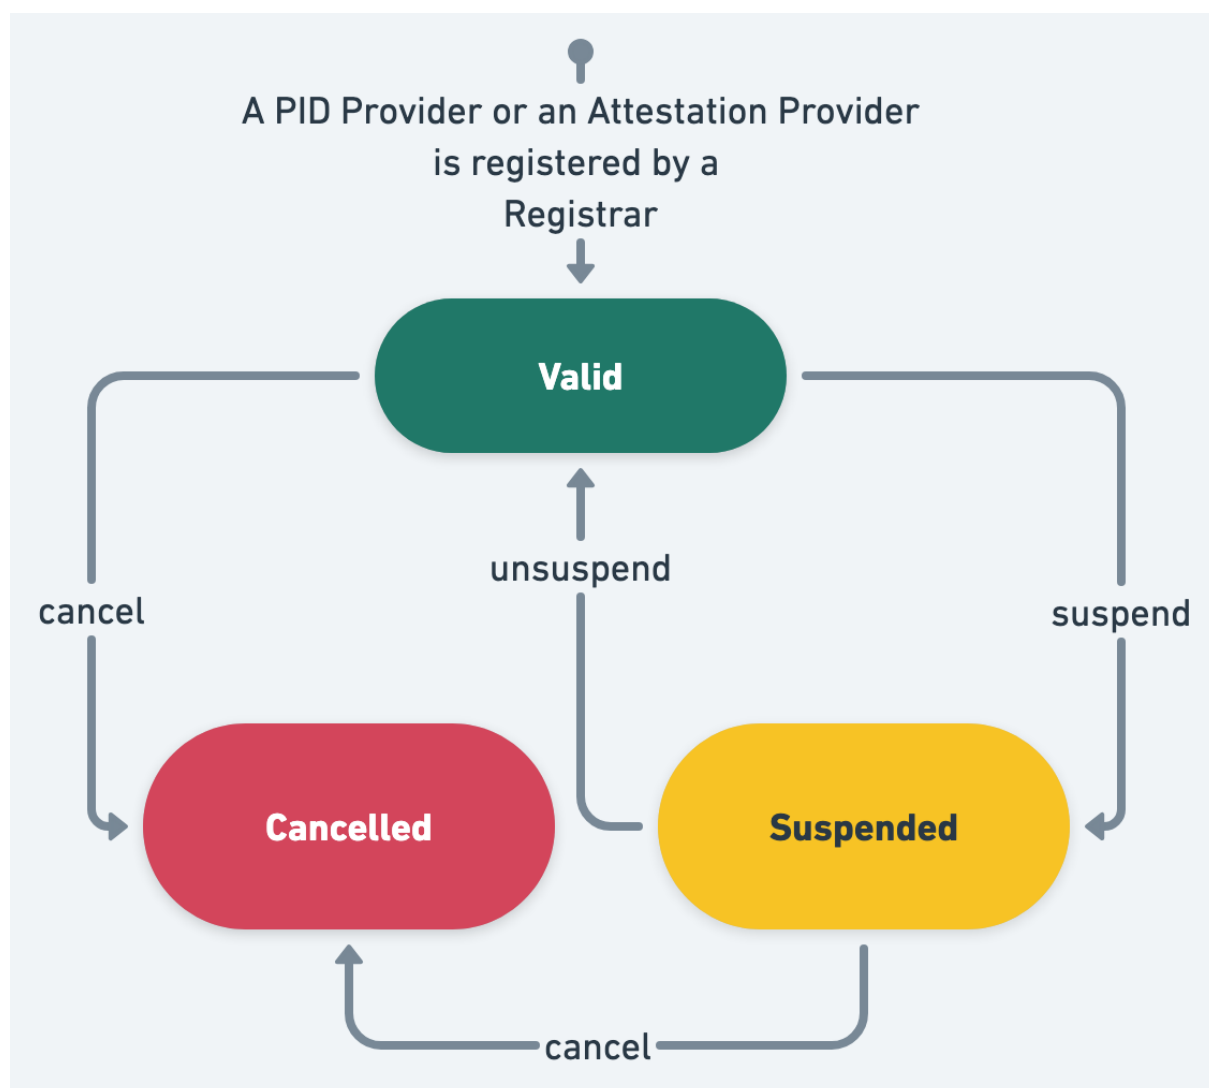 A PID Provider or an Attestation Provider
is registered by a
Registrar
Valid
unsuspend
cancel
suspend
Cancelled
Suspended
cancel